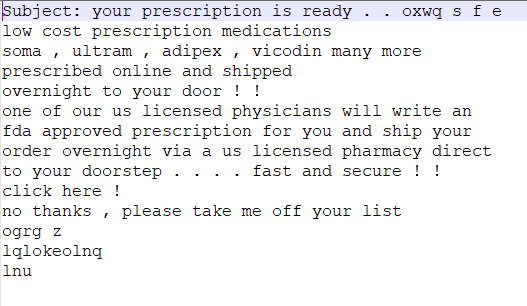 Subject: your prescription is ready . . oxwq s f e
low cost prescription medications
soma , ultram , adipex , vicodin many more
prescribed online and shipped
overnight to your door ! !
one of our us licensed physicians will write an
fda approved prescription for you and ship your
order overnight via a us licensed pharmacy direct
to your doorstep . . . . fast and secure ! !
click here !
no thanks , please take me off your list
ogrg z
lqlokeolnq
lnu